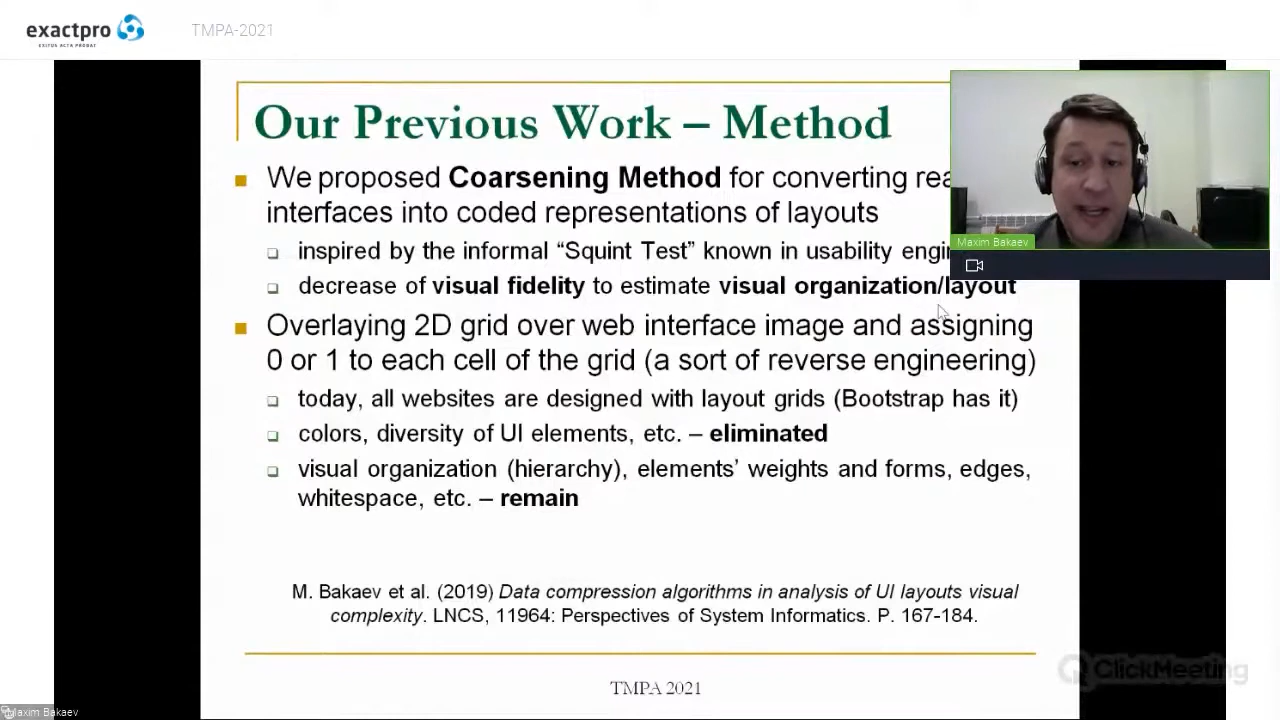 exactpro
EXITUS ACTA PROBAT
TMPA-2021
Our Previous Work – Method
We proposed Coarsening Method for converting
interfaces into coded representations of layouts
inspired by the informal “Squint Test” known in usability
decrease of visual fidelity to estimate visual organization/layout
Overlaying 2D grid over web interface image and assigning
0 or 1 to each cell of the grid (a sort of reverse engineering)
today, all websites are designed with layout grids (Bootstrap has it)
colors, diversity of UI elements, etc. – eliminated
visual organization (hierarchy), elements’ weights and forms, edges,
whitespace, etc. – remain
M. Bakaev et al. (2019) Data compression algorithms in analysis of UI layouts visual
complexity. LNCS, 11964: Perspectives of System Informatics. P. 167-184.
TMPA 2021
Maxim Bakaev
ClickMeeting
Maxim Bakaev